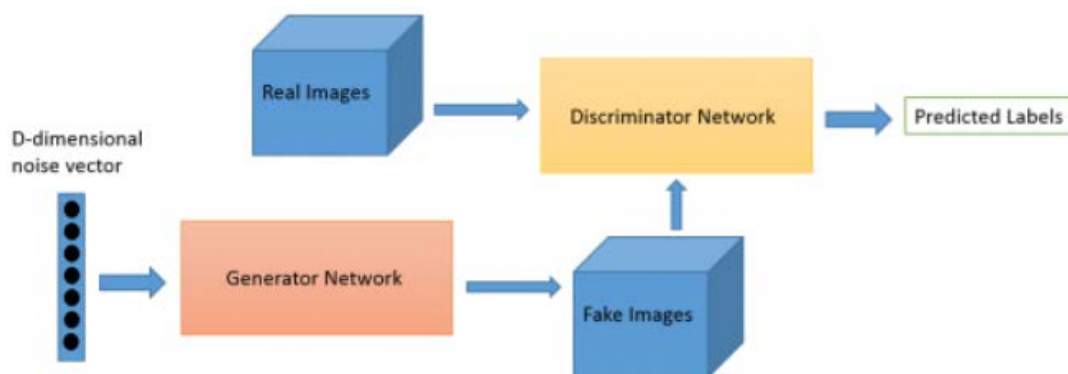 Real Images
Discriminator Network
Predicted Labels
D-dimensional
noise vector
Generator Network
Fake Images